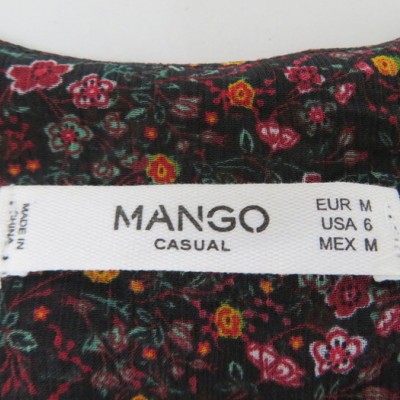 MADE IN
CHINA
MANGO
CASUAL
EUR M
USA 6
MEX M